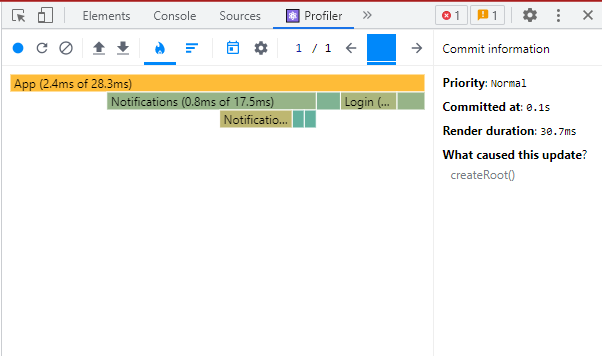 Elements Console Sources Profiler 1 1
1 / 1 Commit information
App (2.4ms of 28.3ms)
Notifications (0.8ms of 17.5ms) Login (...
Notificatio...
Priority: Normal
Committed at: 0.1s
Render duration: 30.7ms
What caused this update?
createRoot()